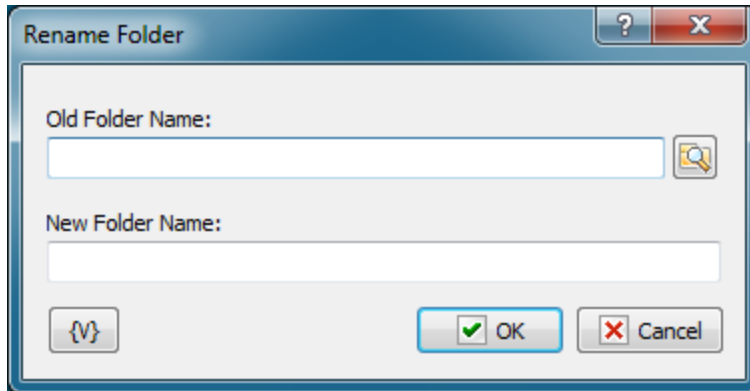 Rename Folder
?
Old Folder Name:
New Folder Name:
{V}
OK
Cancel